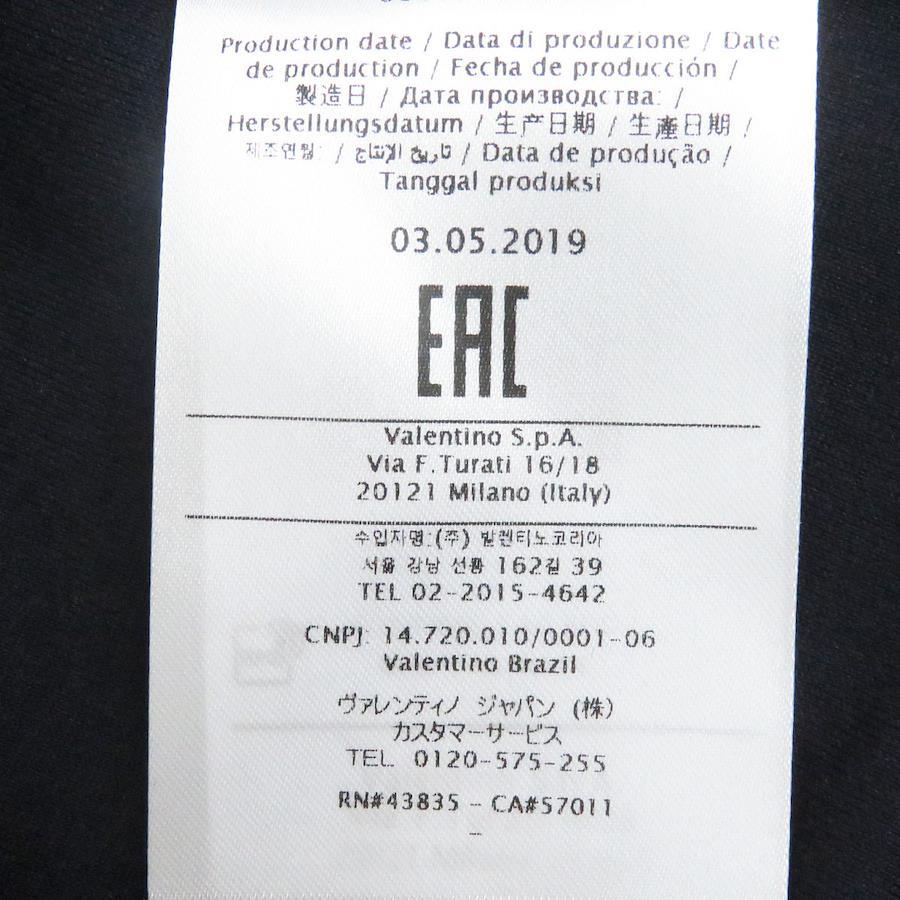 Production date / Data di produzione / Date
de production / Fecha de producción /
製造日 / Дата производства: /
Herstellungsdatum / 生产日期 / 生產日期 /
제조연월: / تاريخ الإنتاج / Data de produção /
Tanggal produksi
03.05.2019
EAC
Valentino S.p.A.
Via F.Turati 16/18
20121 Milano (Italy)
수입자명:(주) 발렌티노코리아
서울 강남 선릉 162길 39
TEL 02-2015-4642
CNPJ: 14.720.010/0001-06
Valentino Brazil
ヴァレンティノ ジャパン (株)
カスタマーサービス
TEL 0120-575-255
RN#43835 - CA#57011
-